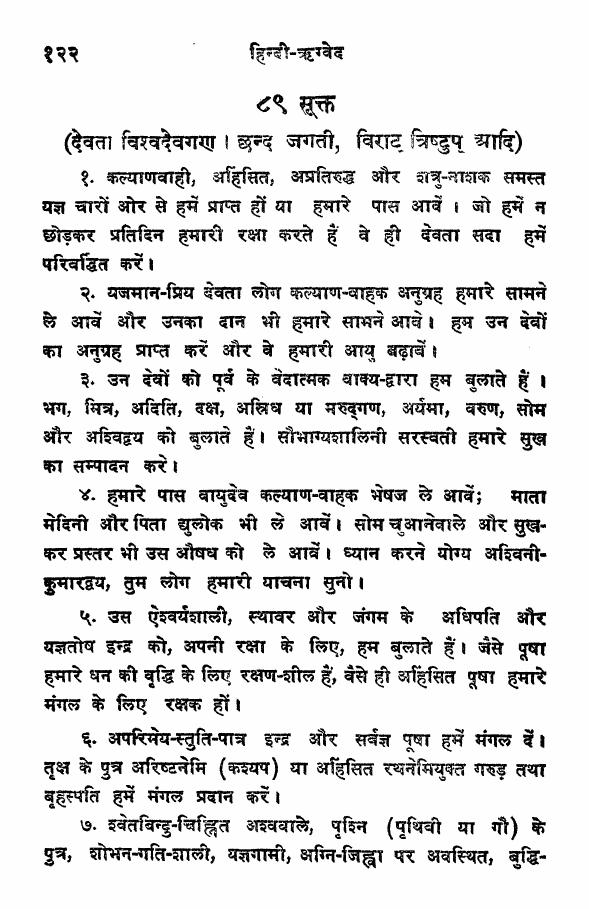 १२२ हिन्दी-ऋग्वेद
८९ सूक्त
(देवता विश्वदेवगण । छन्द जगती, विराट् त्रिष्टुप् आदि)
१. कल्याणवाही, अहिंसित, अप्रतिरुद्ध और शत्रु-नाशक समस्त
यज्ञ चारों ओर से हमें प्राप्त हों या हमारे पास आवें । जो हमें न
छोड़कर प्रतिदिन हमारी रक्षा करते हैं वे ही देवता सदा हमें
परिवर्द्धित करें।
२. यजमान-प्रिय देवता लोग कल्याण-वाहक अनुग्रह हमारे सामने
ले आवें और उनका दान भी हमारे सामने आवे। हम उन देवों
का अनुग्रह प्राप्त करें और वे हमारी आयु बढ़ावें।
३. उन देवों को पूर्व के वेदात्मक वाक्य-द्वारा हम बुलाते हैं ।
भग, मित्र, अदिति, दक्ष, अस्रिध या मरुद्गण, अर्यमा, वरुण, सोम
और अश्विद्वय को बुलाते हैं। सौभाग्यशालिनी सरस्वती हमारे सुख
का सम्पादन करे।
४. हमारे पास वायुदेव कल्याण-वाहक भेषज ले आवें; माता
मेदिनी और पिता द्युलोक भी ले आवें। सोम चुआनेवाले और सुख-
कर प्रस्तर भी उस औषध को ले आवें। ध्यान करने योग्य अश्विनी-
कुमारद्वय, तुम लोग हमारी याचना सुनो।
५. उस ऐश्वर्यशाली, स्थावर और जंगम के अधिपति और
यज्ञतोष इन्द्र को, अपनी रक्षा के लिए, हम बुलाते हैं। जैसे पूषा
हमारे धन की वृद्धि के लिए रक्षण-शील हैं, वैसे ही अहिंसित पूषा हमारे
मंगल के लिए रक्षक हों।
६. अपरिमेय-स्तुति-पात्र इन्द्र और सर्वज्ञ पूषा हमें मंगल दें।
तृक्ष के पुत्र अरिष्टनेमि (कश्यप) या अहिंसित रथनेमियुक्त गरुड़ तथा
बृहस्पति हमें मंगल प्रदान करें।
७. श्वेतबिन्दु-चिह्नित अश्ववाले, पृश्नि (पृथिवी या गौ) के
पुत्र, शोभन-गति-शाली, यज्ञगामी, अग्नि-जिह्वा पर अवस्थित, बुद्धि-